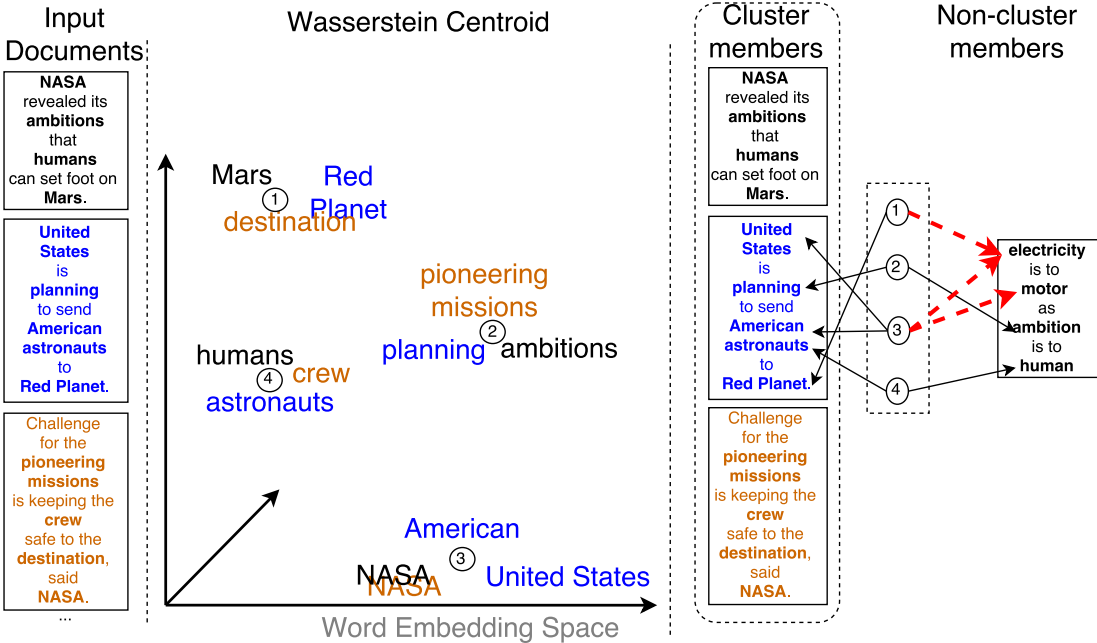 Input
Documents
NASA
revealed its
ambitions
that
humans
can set foot on
Mars.
United
States
is
planning
to send
American
astronauts
to
Red Planet.
Challenge
for the
pioneering
missions
is keeping the
crew
safe to the
destination,
said
NASA.
...
Wasserstein Centroid
Mars
Red
Planet
1
destination
pioneering
missions
2
planning
ambitions
humans
4
crew
astronauts
American
3
NASA
NASA
United States
Word Embedding Space
Cluster
members
NASA
revealed its
ambitions
that
humans
can set foot on
Mars.
United
States
is
planning
to send
American
astronauts
to
Red Planet.
Challenge
for the
pioneering
missions
is keeping the
crew
safe to the
destination,
said
NASA.
Non-cluster
members
1
2
3
4
electricity
is to
motor
as
ambition
is to
human